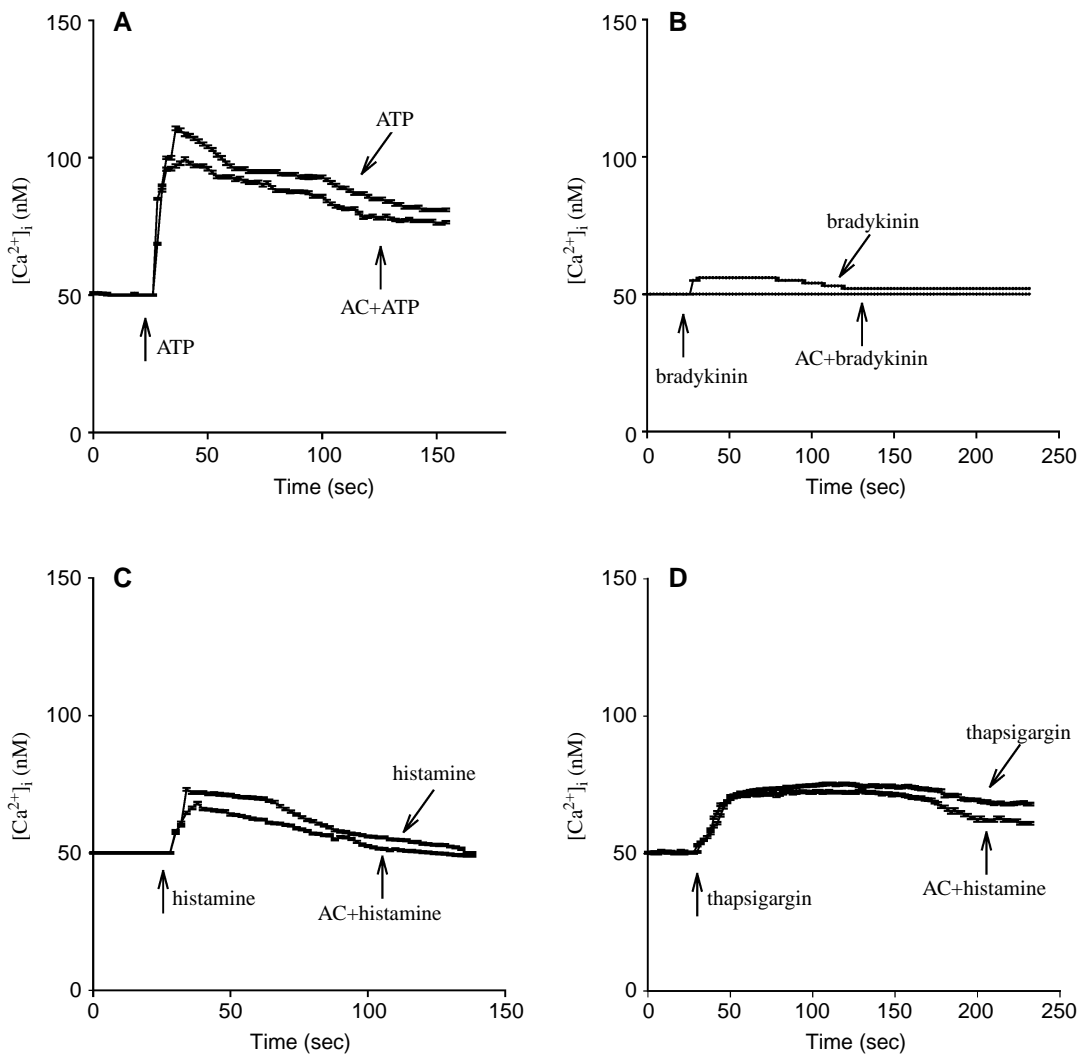 A
150
100
50
0
[Ca²⁺]ᵢ (nM)
ATP
AC+ATP
ATP
0 50 100 150
Time (sec)
B
150
100
50
0
[Ca²⁺]ᵢ (nM)
bradykinin
AC+bradykinin
bradykinin
0 50 100 150 200 250
Time (sec)
C
150
100
50
0
[Ca²⁺]ᵢ (nM)
histamine
histamine
AC+histamine
0 50 100 150
Time (sec)
D
150
100
50
0
[Ca²⁺]ᵢ (nM)
thapsigargin
AC+histamine
thapsigargin
0 50 100 150 200 250
Time (sec)